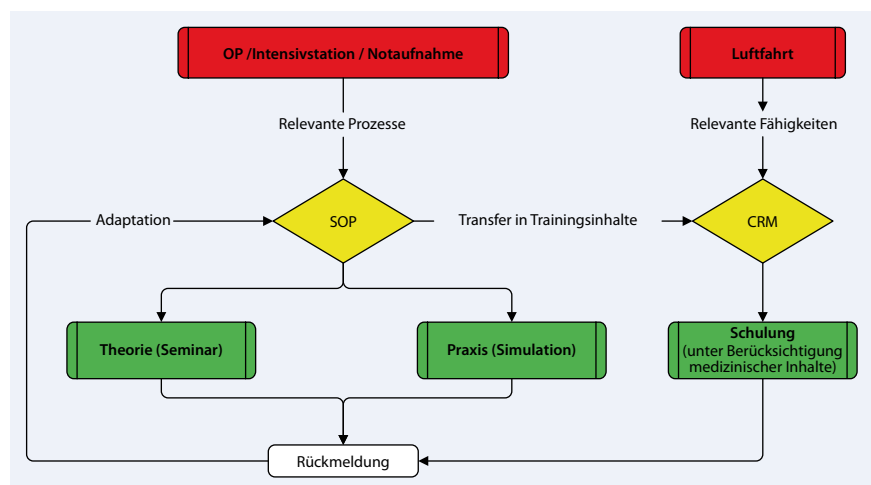 OP /Intensivstation / Notaufnahme
Luftfahrt
Relevante Prozesse
Relevante Fähigkeiten
Adaptation
SOP
Transfer in Trainingsinhalte
CRM
Theorie (Seminar)
Praxis (Simulation)
Schulung
(unter Berücksichtigung
medizinischer Inhalte)
Rückmeldung